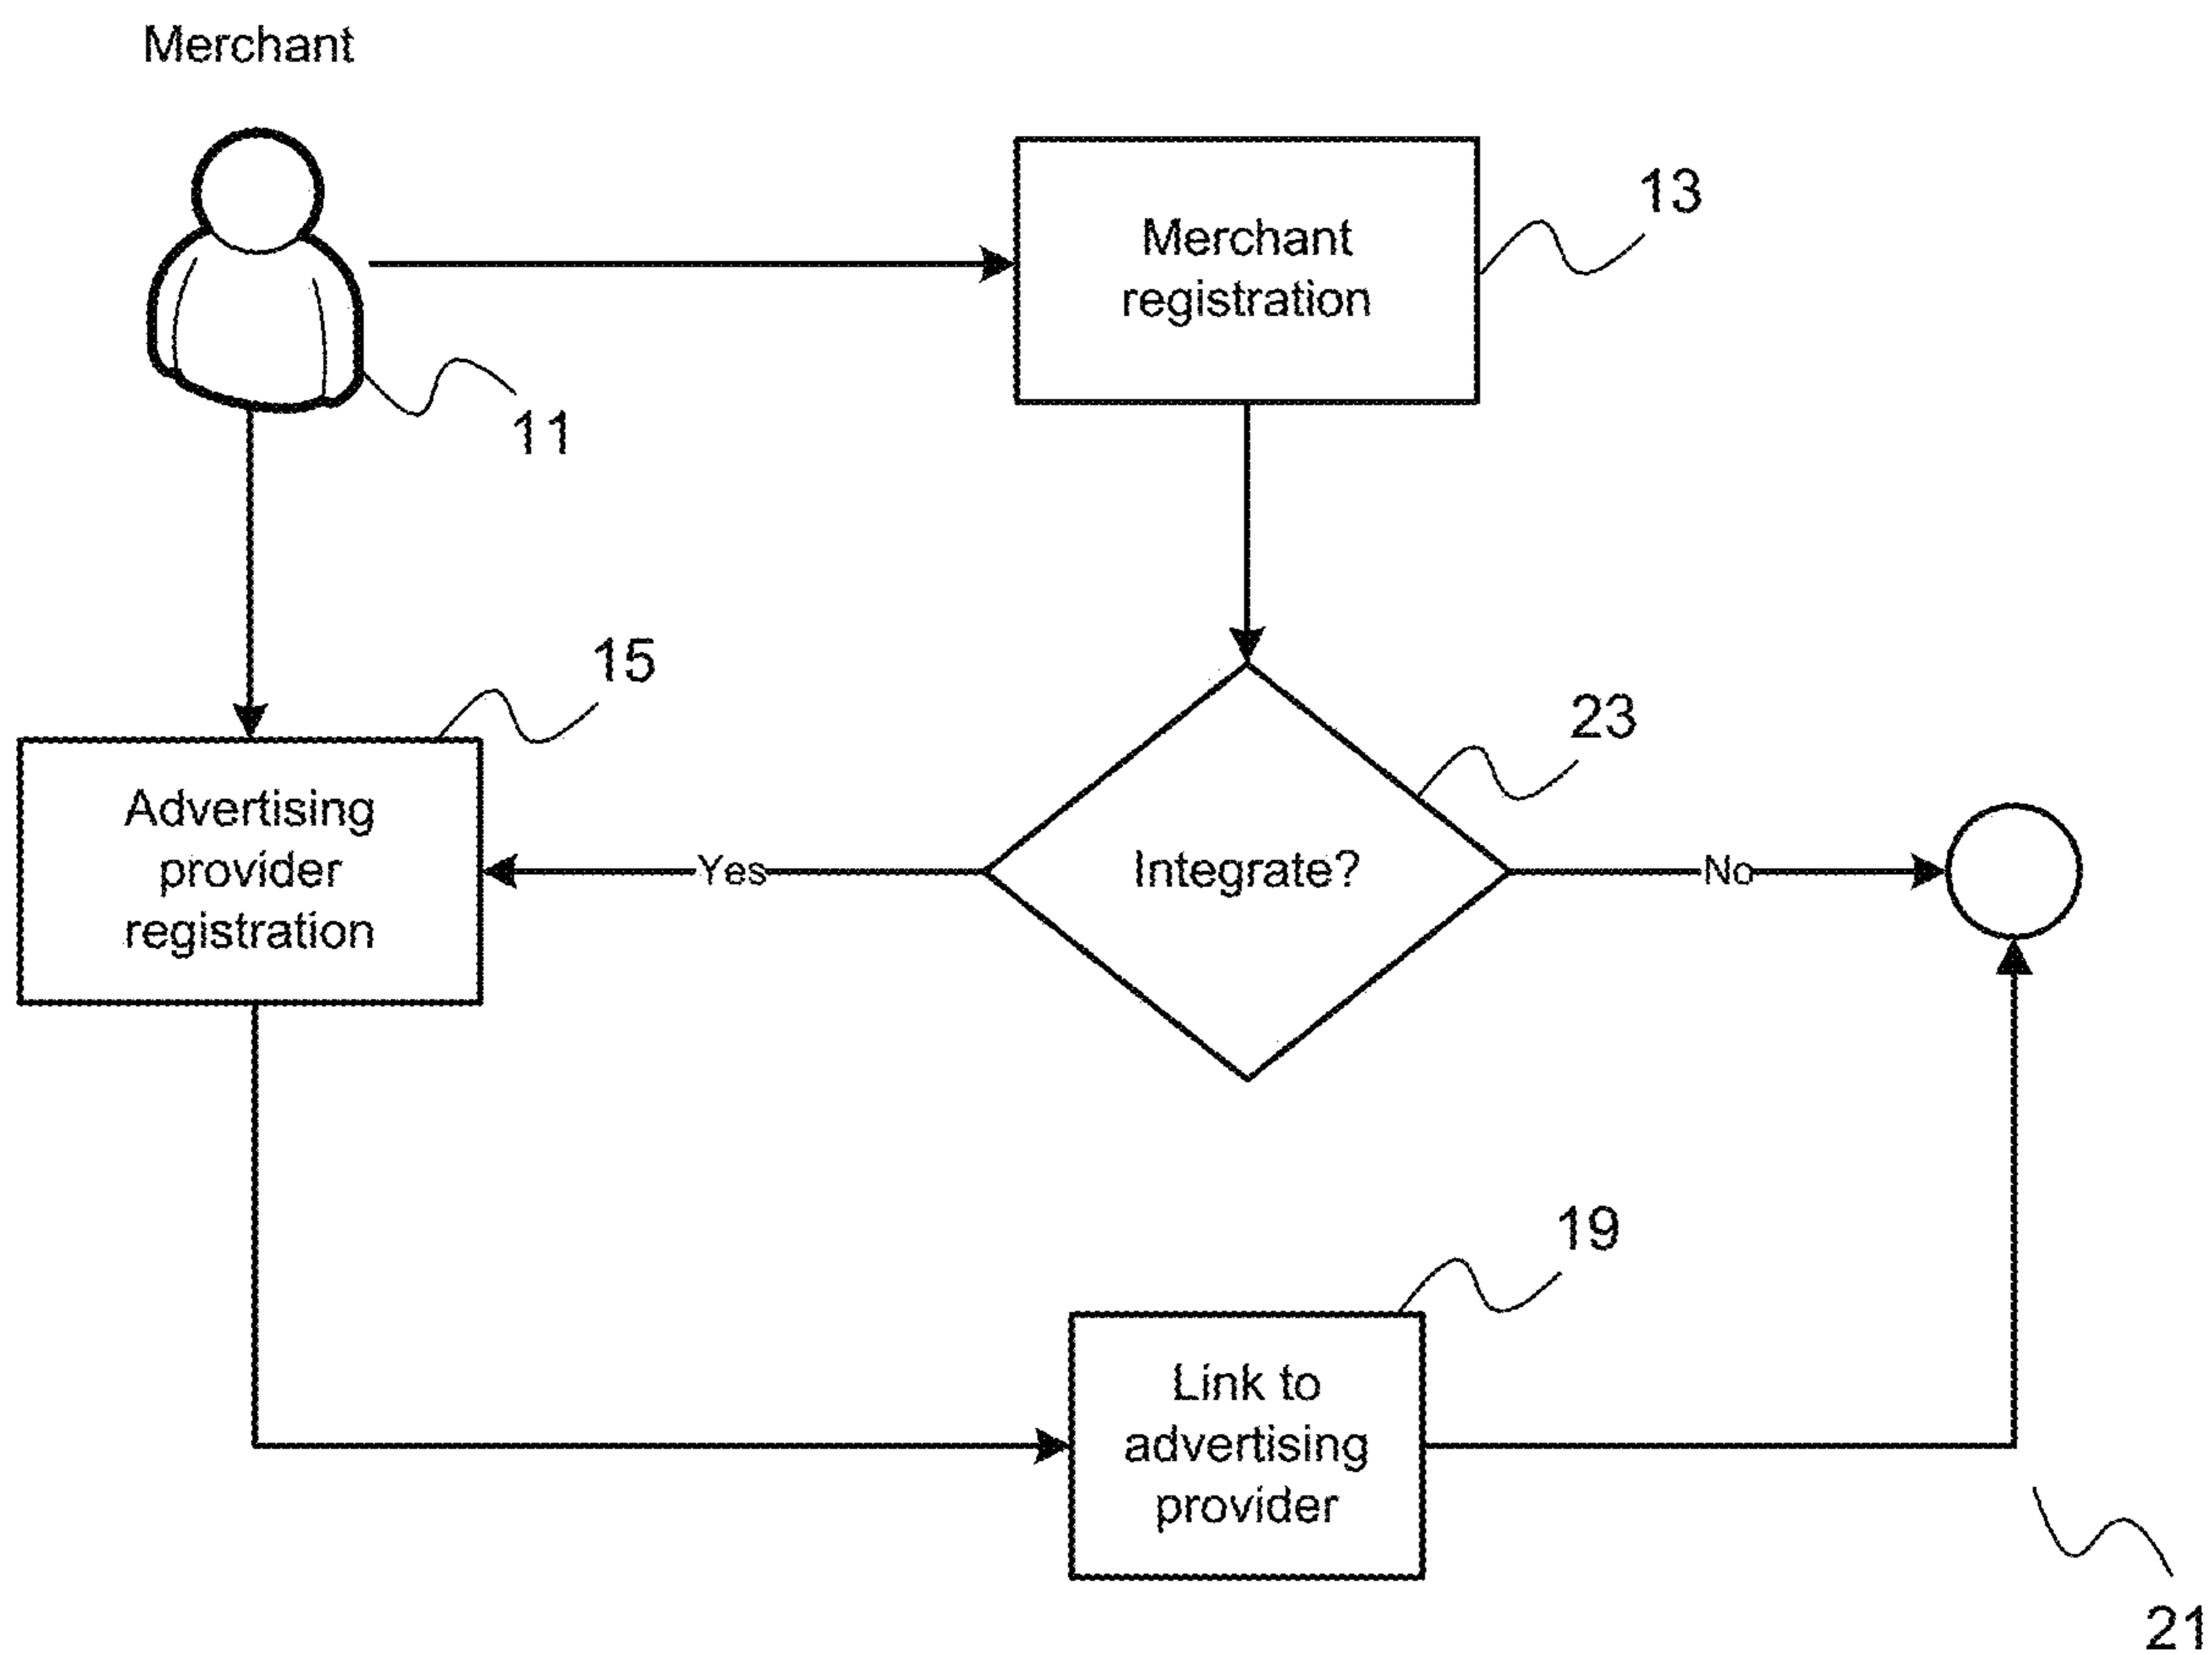 Merchant
Merchant
registration
13
11
15
Advertising
provider
registration
Yes
23
Integrate?
No
19
Link to
advertising
provider
21